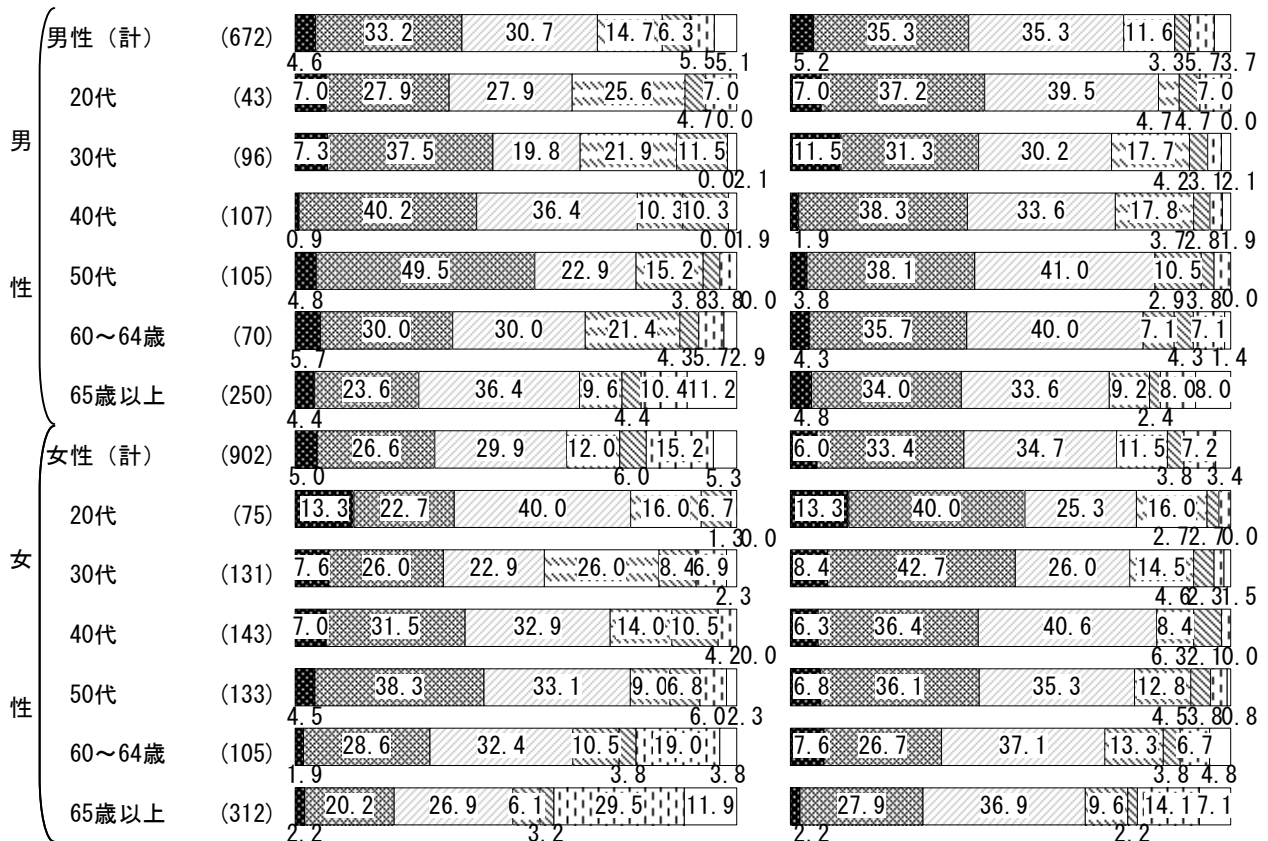 男性（計） (672) 33.2 30.7 14.7 6.3 35.3 35.3 11.6
4.6 5.5 5.1 5.2 3.3 5.7 3.7
20代 (43) 7.0 27.9 27.9 25.6 7.0 7.0 37.2 39.5 7.0
4.7 0.0 4.7 4.7 0.0
男
30代 (96) 7.3 37.5 19.8 21.9 11.5 11.5 31.3 30.2 17.7
0.0 2.1 4.2 3.1 2.1
40代 (107) 40.2 36.4 10.3 10.3 38.3 33.6 17.8
0.9 0.0 1.9 1.9 3.7 2.8 1.9
性
50代 (105) 49.5 22.9 15.2 38.1 41.0 10.5
4.8 3.8 3.8 0.0 3.8 2.9 3.8 0.0
60～64歳 (70) 30.0 30.0 21.4 35.7 40.0 7.1 7.1
5.7 4.3 5.7 2.9 4.3 4.3 1.4
65歳以上 (250) 23.6 36.4 9.6 10.4 11.2 34.0 33.6 9.2 8.0 8.0
4.4 4.4 4.8 2.4
女性（計） (902) 26.6 29.9 12.0 15.2 6.0 33.4 34.7 11.5 7.2
5.0 6.0 5.3 3.8 3.4
20代 (75) 13.3 22.7 40.0 16.0 6.7 13.3 40.0 25.3 16.0
1.3 0.0 2.7 2.7 0.0
女
30代 (131) 7.6 26.0 22.9 26.0 8.4 6.9 8.4 42.7 26.0 14.5
2.3 4.6 2.3 1.5
40代 (143) 7.0 31.5 32.9 14.0 10.5 6.3 36.4 40.6 8.4
4.2 0.0 6.3 2.1 0.0
性
50代 (133) 38.3 33.1 9.0 6.8 6.8 36.1 35.3 12.8
4.5 6.0 2.3 4.5 3.8 0.8
60～64歳 (105) 28.6 32.4 10.5 19.0 7.6 26.7 37.1 13.3 6.7
1.9 3.8 3.8 3.8 4.8
65歳以上 (312) 20.2 26.9 6.1 29.5 11.9 27.9 36.9 9.6 14.1 7.1
2.2 3.2 2.2 2.2